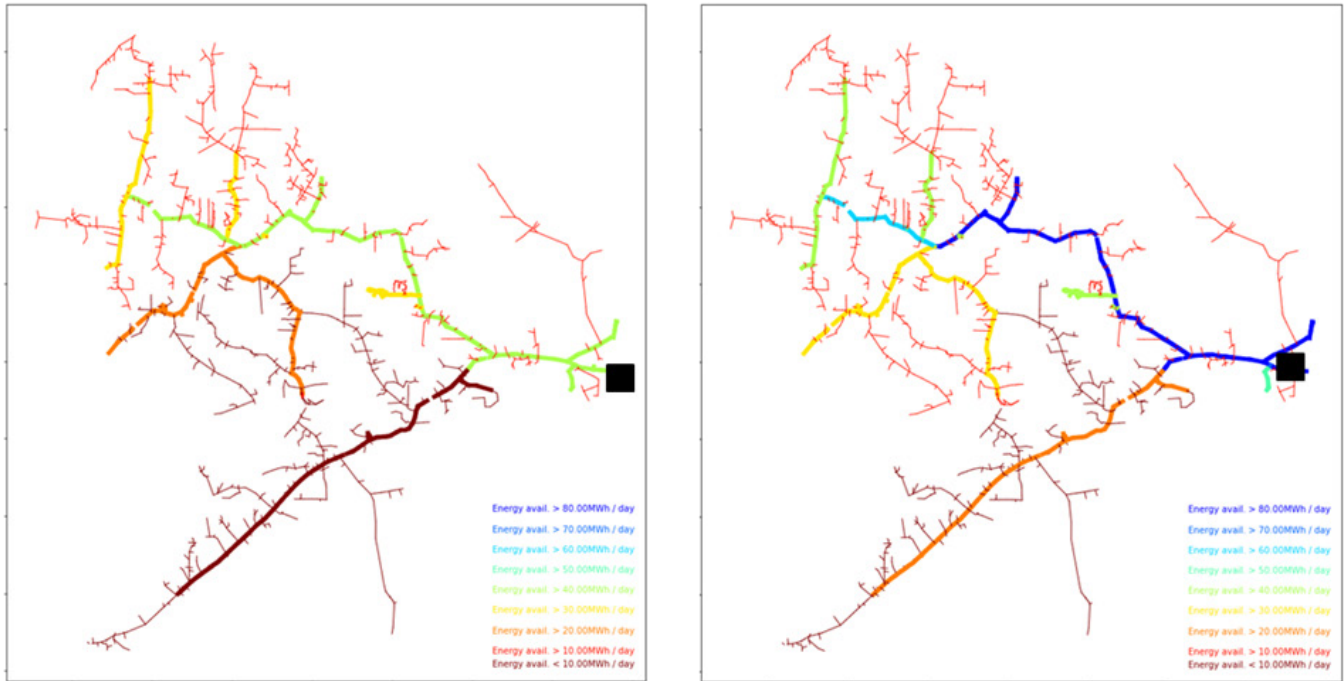 Energy avail. > 80.00MWh / day
Energy avail. > 70.00MWh / day
Energy avail. > 60.00MWh / day
Energy avail. > 50.00MWh / day
Energy avail. > 40.00MWh / day
Energy avail. > 30.00MWh / day
Energy avail. > 20.00MWh / day
Energy avail. > 10.00MWh / day
Energy avail. < 10.00MWh / day
Energy avail. > 80.00MWh / day
Energy avail. > 70.00MWh / day
Energy avail. > 60.00MWh / day
Energy avail. > 50.00MWh / day
Energy avail. > 40.00MWh / day
Energy avail. > 30.00MWh / day
Energy avail. > 20.00MWh / day
Energy avail. > 10.00MWh / day
Energy avail. < 10.00MWh / day